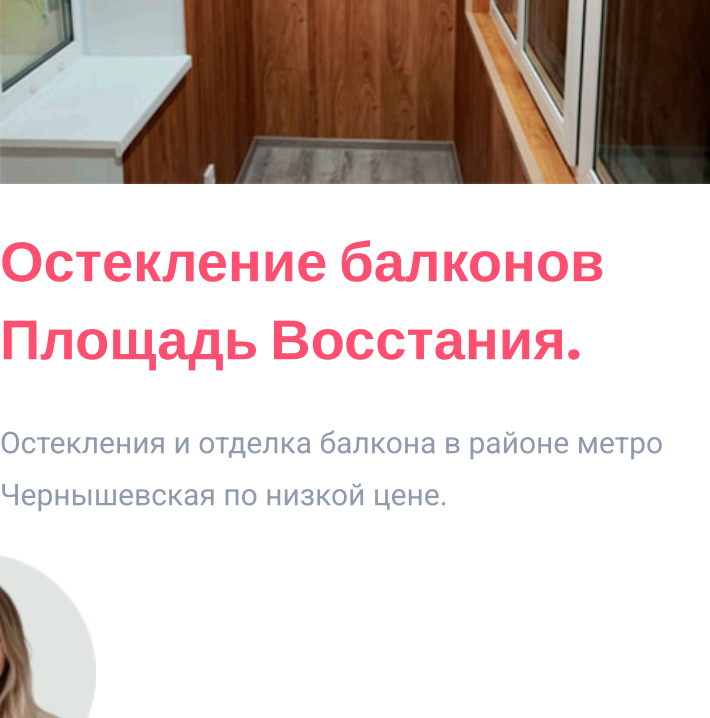 Остекление балконов
Площадь Восстания.
Остекления и отделка балкона в районе метро
Чернышевская по низкой цене.